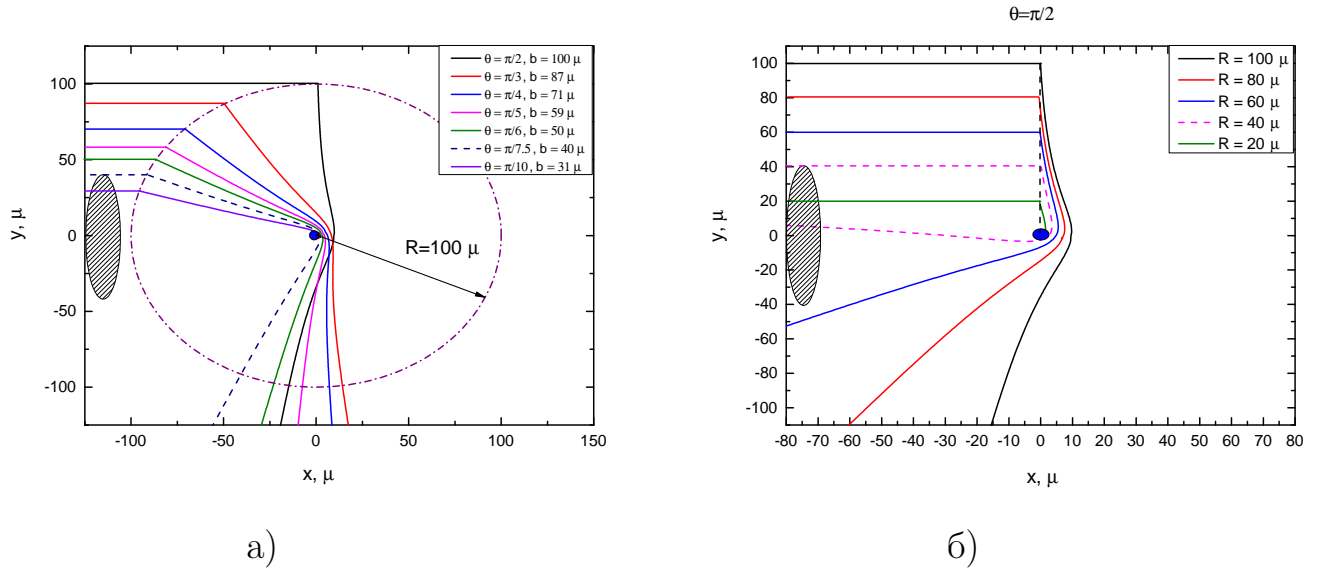 y, μ
100
50
0
-50
-100
-100
-50
0
50
100
150
x, μ
θ = π/2 , b = 100 μ
θ = π/3 , b = 87 μ
θ = π/4 , b = 71 μ
θ = π/5 , b = 59 μ
θ = π/6 , b = 50 μ
θ = π/7.5 , b = 40 μ
θ = π/10 , b = 31 μ
R=100 μ
а)
θ=π/2
y, μ
100
80
60
40
20
0
-20
-40
-60
-80
-100
-80 -70 -60 -50 -40 -30 -20 -10 0 10 20 30 40 50 60 70 80
x, μ
R = 100 μ
R = 80 μ
R = 60 μ
R = 40 μ
R = 20 μ
б)